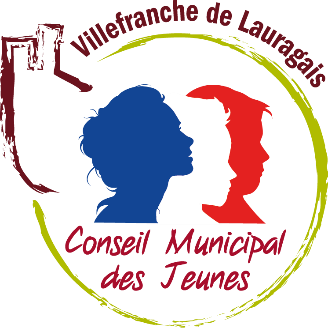 Villefranche de Lauragais
Conseil Municipal
des Jeunes